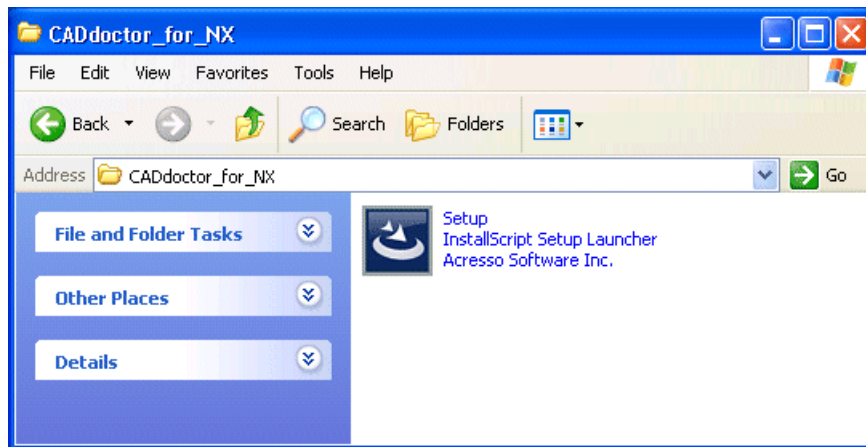 CADdoctor_for_NX
File Edit View Favorites Tools Help
Back Search Folders
Address CADdoctor_for_NX Go
File and Folder Tasks
Other Places
Details
Setup
InstallScript Setup Launcher
Acresso Software Inc.